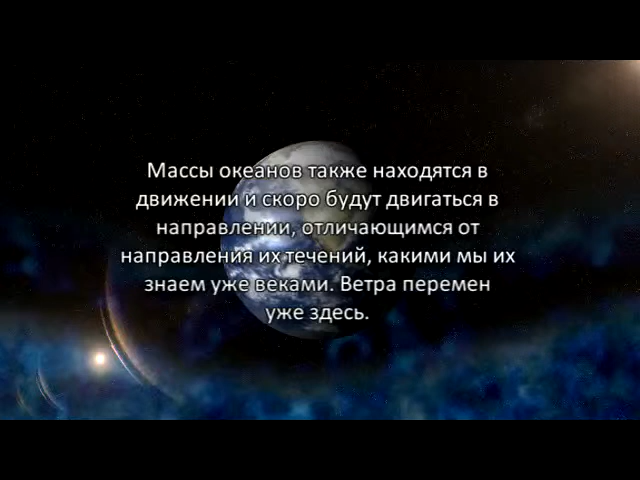 Массы океанов также находятся в
движении и скоро будут двигаться в
направлении, отличающимся от
направления их течений, какими мы их
знаем уже веками. Ветра перемен
уже здесь.